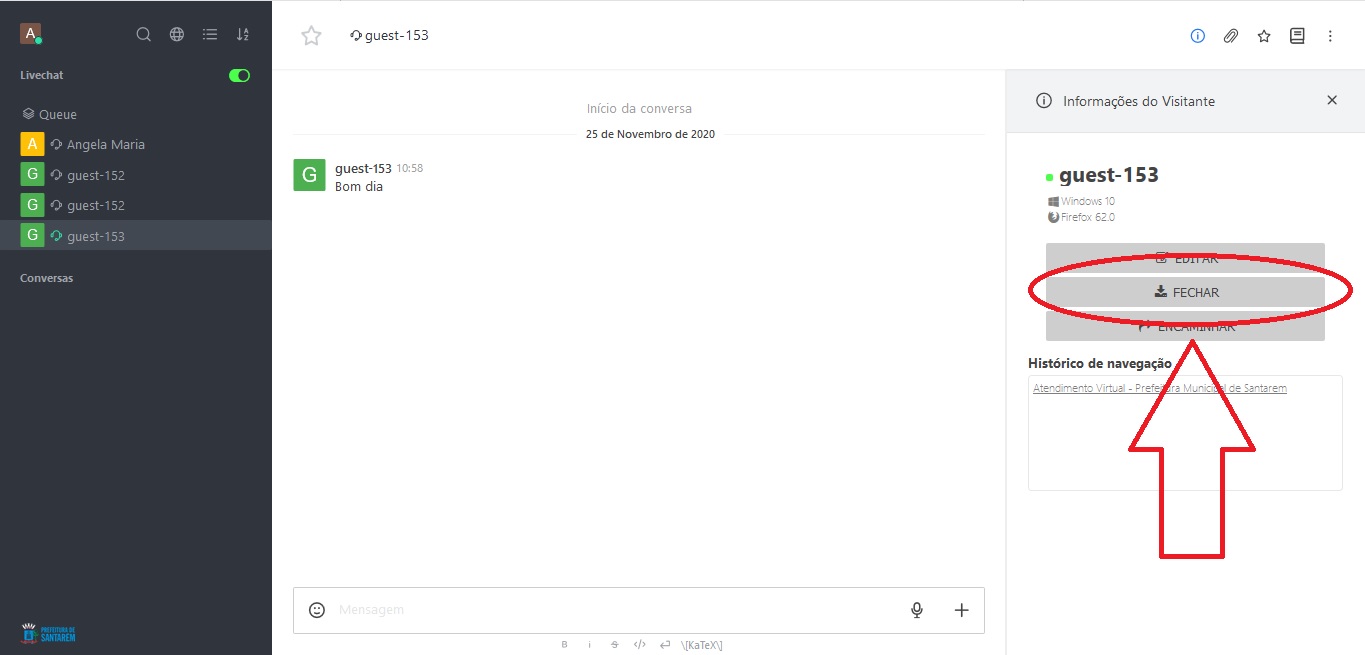 A
Livechat
Queue
A Angela Maria
G guest-152
G guest-152
G guest-153
Conversas
PREFEITURA DE
SANTARÉM
guest-153
Início da conversa
25 de Novembro de 2020
G guest-153 10:58
Bom dia
Mensagem
B i S </> \[KaTeX\]
Informações do Visitante
guest-153
Windows 10
Firefox 62.0
EDITAR
FECHAR
ENCAMINHAR
Histórico de navegação
Atendimento Virtual - Prefeitura Municipal de Santarem